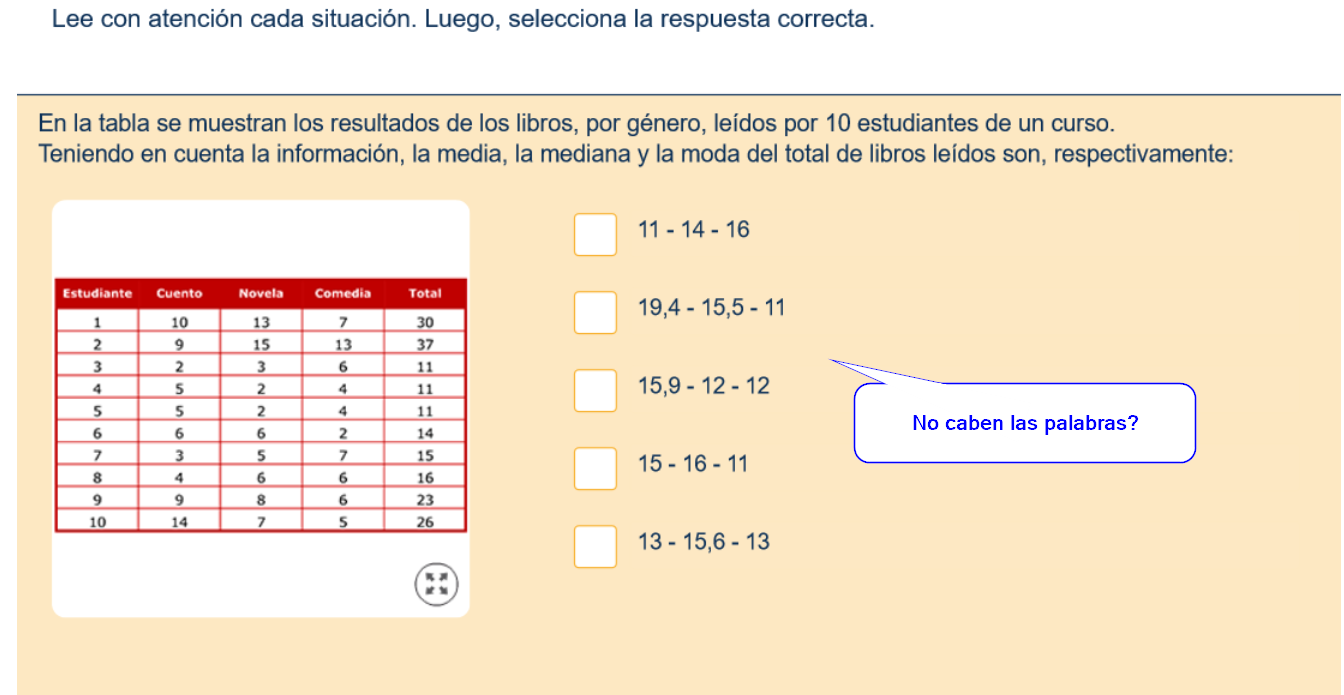 Lee con atención cada situación. Luego, selecciona la respuesta correcta.
En la tabla se muestran los resultados de los libros, por género, leídos por 10 estudiantes de un curso.
Teniendo en cuenta la información, la media, la mediana y la moda del total de libros leídos son, respectivamente:
Estudiante Cuento Novela Comedia Total
1 10 13 7 30
2 9 15 13 37
3 2 3 6 11
4 5 2 4 11
5 5 2 4 11
6 6 6 2 14
7 3 5 7 15
8 4 6 6 16
9 9 8 6 23
10 14 7 5 26
11 - 14 - 16
19,4 - 15,5 - 11
15,9 - 12 - 12
15 - 16 - 11
13 - 15,6 - 13
No caben las palabras?